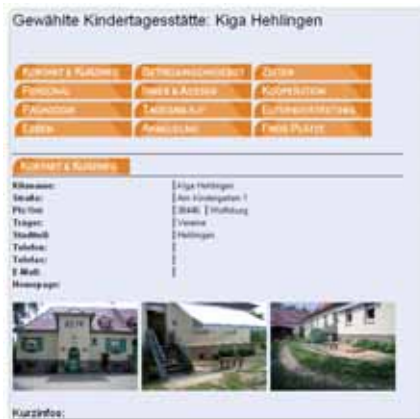 Gewählte Kindertagesstätte: Kiga Hehlingen
KONTAKT & KURZINFO BETREUUNGSANGEBOT ZEITEN
PERSONAL INNEN & AUSSEN KOOPERATION
PÄDAGOGIK TAGESABLAUF ELTERNVERTRETUNG
ESSEN ANMELDUNG FREIE PLÄTZE
KONTAKT & KURZINFO
Kitaname: Kiga Hehlingen
Straße: Am Kindergarten 1
Plz Ort: Wolfsburg
Träger: Vereine
Stadtteil: Hehlingen
Telefon:
Telefax:
E-Mail:
Homepage:
Kurzinfos: